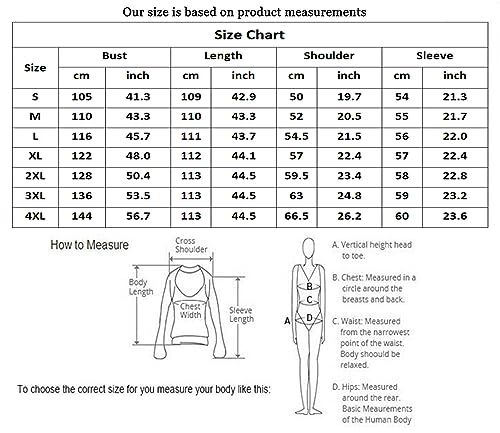 Our size is based on product measurements
Size Chart
Size Bust Length Shoulder Sleeve
cm inch cm inch cm inch cm inch
S 105 41.3 109 42.9 50 19.7 54 21.3
M 110 43.3 110 43.3 52 20.5 55 21.7
L 116 45.7 111 43.7 54.5 21.5 56 22.0
XL 122 48.0 112 44.1 57 22.4 57 22.4
2XL 128 50.4 113 44.5 59.5 23.4 58 22.8
3XL 136 53.5 113 44.5 63 24.8 59 23.2
4XL 144 56.7 113 44.5 66.5 26.2 60 23.6
How to Measure
Cross
Shoulder
Body
Length
Chest
Width
Sleeve
Length
To choose the correct size for you measure your body like this:
A
B
C
D
A. Vertical height head
to toe.
B. Chest: Measured in a
circle around the
breasts and back.
C. Waist: Measured
from the narrowest
point of the waist.
Body shoould be
relaxed.
D. Hips: Measured
around the rear.
Basic Meaurements
of the Human Body